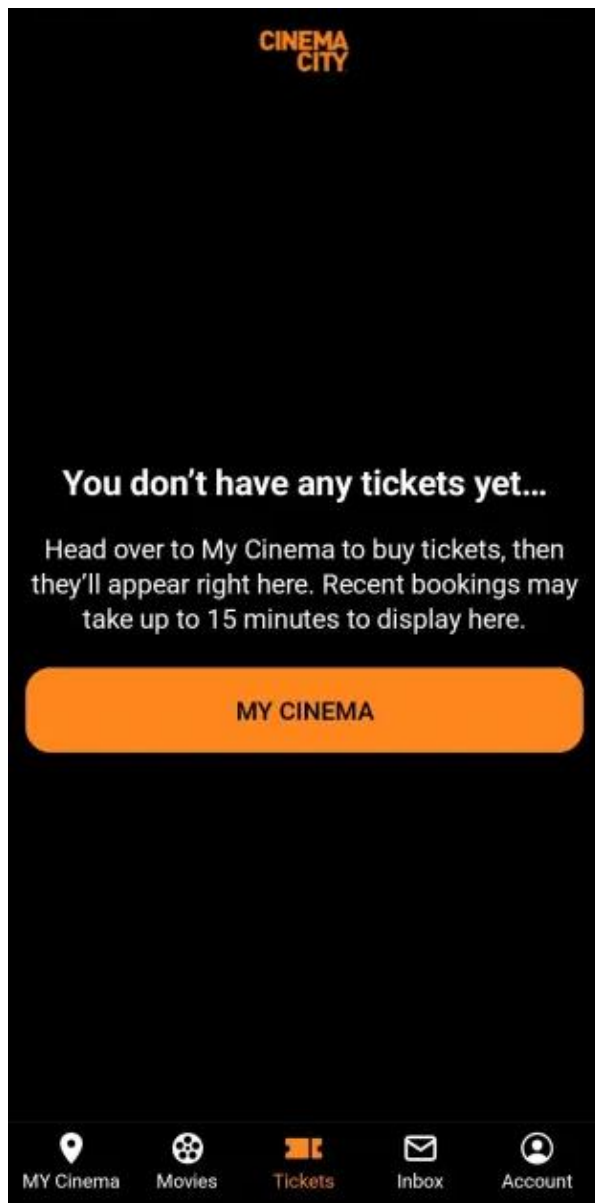 CINEMA
CITY
You don’t have any tickets yet...
Head over to My Cinema to buy tickets, then
they’ll appear right here. Recent bookings may
take up to 15 minutes to display here.
MY CINEMA
MY Cinema
Movies
Tickets
Inbox
Account